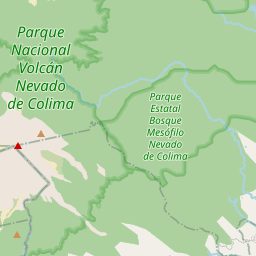 Parque
Nacional
Volcán
Nevado
de Colima
Parque
Estatal
Bosque
Mesófilo
Nevado
de Colima